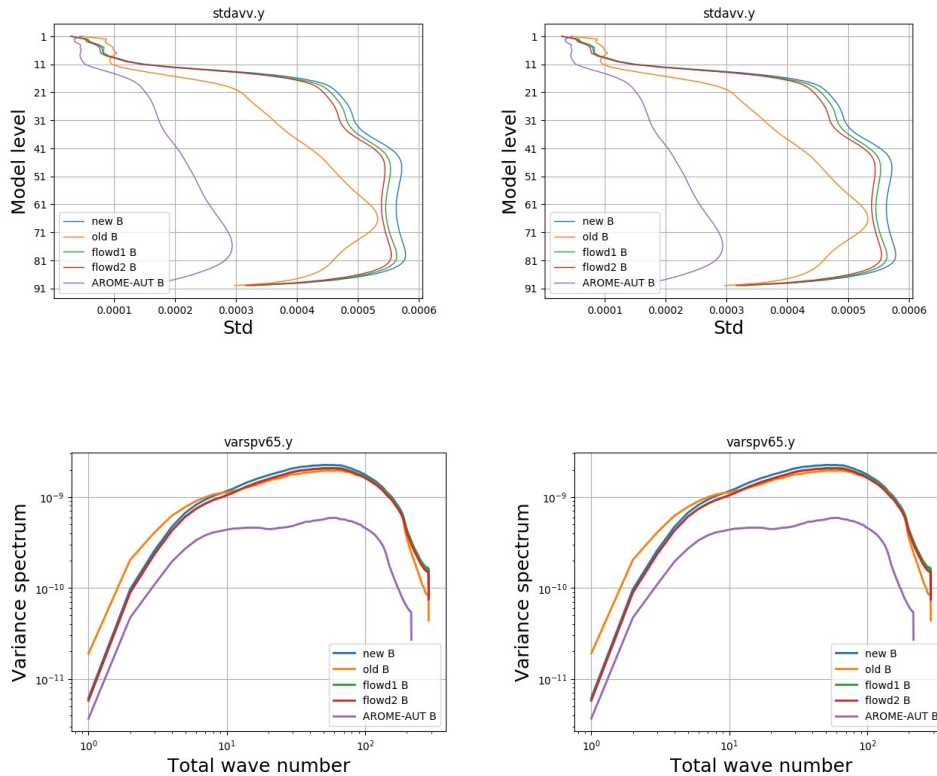 stdavv.y
Model level
1
11
21
31
41
51
61
71
81
91
new B
old B
flowd1 B
flowd2 B
AROME-AUT B
0.0001 0.0002 0.0003 0.0004 0.0005 0.0006
Std
stdavv.y
Model level
1
11
21
31
41
51
61
71
81
91
new B
old B
flowd1 B
flowd2 B
AROME-AUT B
0.0001 0.0002 0.0003 0.0004 0.0005 0.0006
Std
varspv65.y
Variance spectrum
10⁻⁹
10⁻¹⁰
10⁻¹¹
new B
old B
flowd1 B
flowd2 B
AROME-AUT B
10⁰ 10¹ 10²
Total wave number
varspv65.y
Variance spectrum
10⁻⁹
10⁻¹⁰
10⁻¹¹
new B
old B
flowd1 B
flowd2 B
AROME-AUT B
10⁰ 10¹ 10²
Total wave number